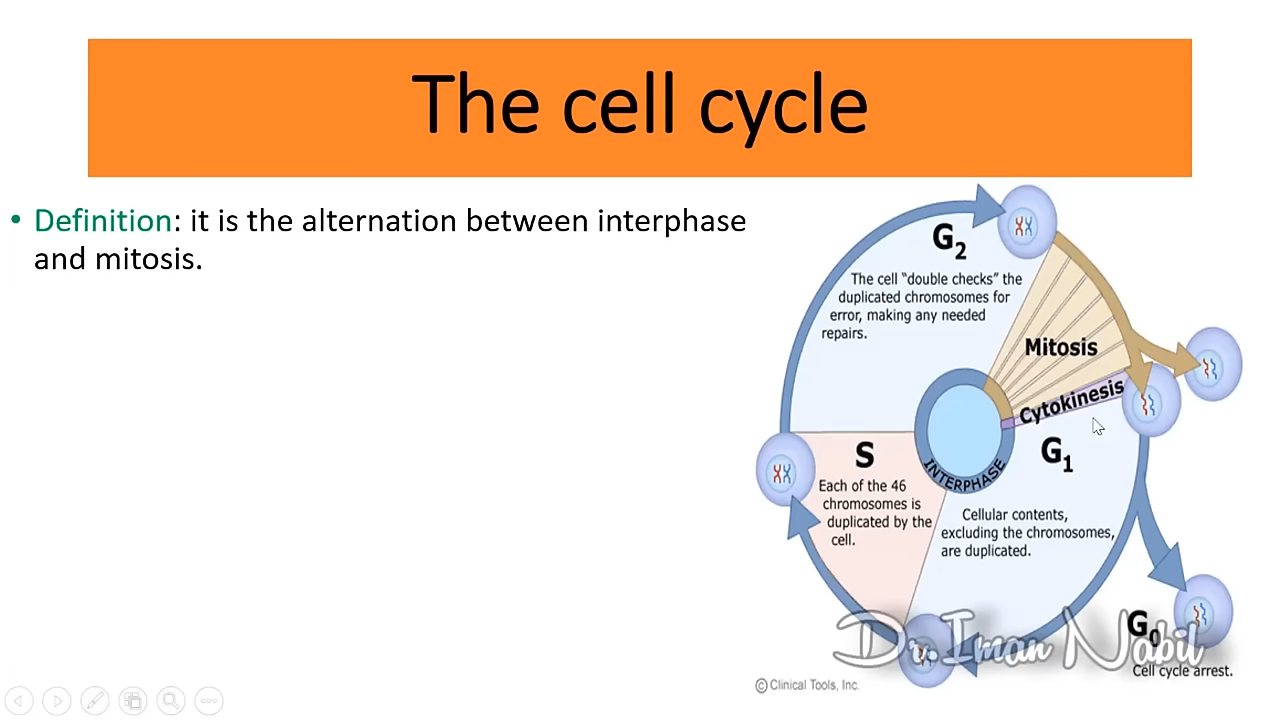 The cell cycle
• Definition: it is the alternation between interphase
and mitosis.
G2
The cell "double checks" the
duplicated chromosomes for
error, making any needed
repairs.
Mitosis
Cytokinesis
S
Each of the 46
chromosomes is
duplicated by the
cell.
INTERPHASE
G1
Cellular contents,
excluding the chromosomes,
are duplicated.
G0
Cell cycle arrest.
Dr. Iman Nabil
© Clinical Tools, Inc.